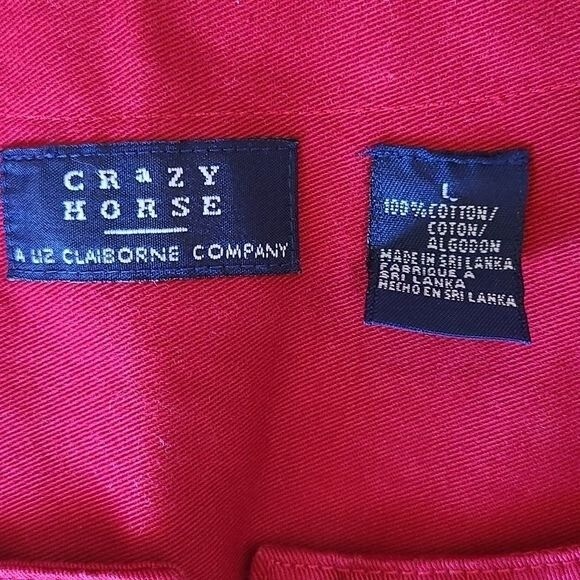 CRaZY
HORSE
A LIZ CLAIBORNE COMPANY
L
100% COTTON/
COTON/
ALGODON
MADE IN SRI LANKA
FABRIQUE A
SRI LANKA
HECHO EN SRI LANKA